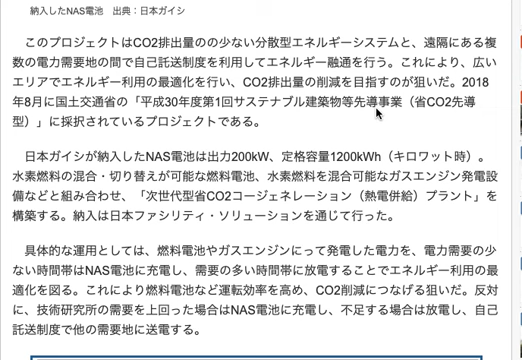 納入したNAS電池　出典：日本ガイシ
このプロジェクトはCO2排出量のの少ない分散型エネルギーシステムと、遠隔にある複
数の電力需要地の間で自己託送制度を利用してエネルギー融通を行う。これにより、広い
エリアでエネルギー利用の最適化を行い、CO2排出量の削減を目指すのが狙いだ。2018
年8月に国土交通省の「平成30年度第1回サステナブル建築物等先導事業（省CO2先導
型）」に採択されているプロジェクトである。
日本ガイシが納入したNAS電池は出力200kW、定格容量1200kWh（キロワット時）。
水素燃料の混合・切り替えが可能な燃料電池、水素燃料を混合可能なガスエンジン発電設
備などと組み合わせ、「次世代型省CO2コージェネレーション（熱電併給）プラント」を
構築する。納入は日本ファシリティ・ソリューションを通じて行った。
具体的な運用としては、燃料電池やガスエンジンにって発電した電力を、電力需要の少
ない時間帯はNAS電池に充電し、需要の多い時間帯に放電することでエネルギー利用の最
適化を図る。これにより燃料電池など運転効率を高め、CO2削減につなげる狙いだ。反対
に、技術研究所の需要を上回った場合はNAS電池に充電し、不足する場合は放電し、自己
託送制度で他の需要地に送電する。